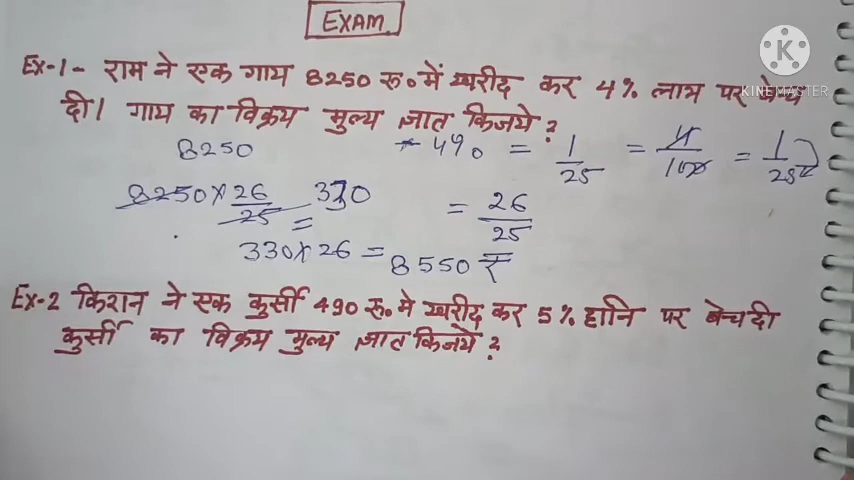 EXAM.
K
KINEMASTER
Ex-1- राम ने एक गाय 8250 रु० में खरीद कर 4% लाभ पर बेच
दी। गाय का विक्रय मुल्य ज्ञात किजये?
8250
4% = 1/25 = 4/100 = 1/25
8250 × 26/25 = 330 = 26/25
330 × 26 = 8550 ₹
Ex-2 किशन ने एक कुर्सी 490 रु० मे खरीद कर 5% हानि पर बेच दी
कुर्सी का विक्रय मुल्य ज्ञात किजये?